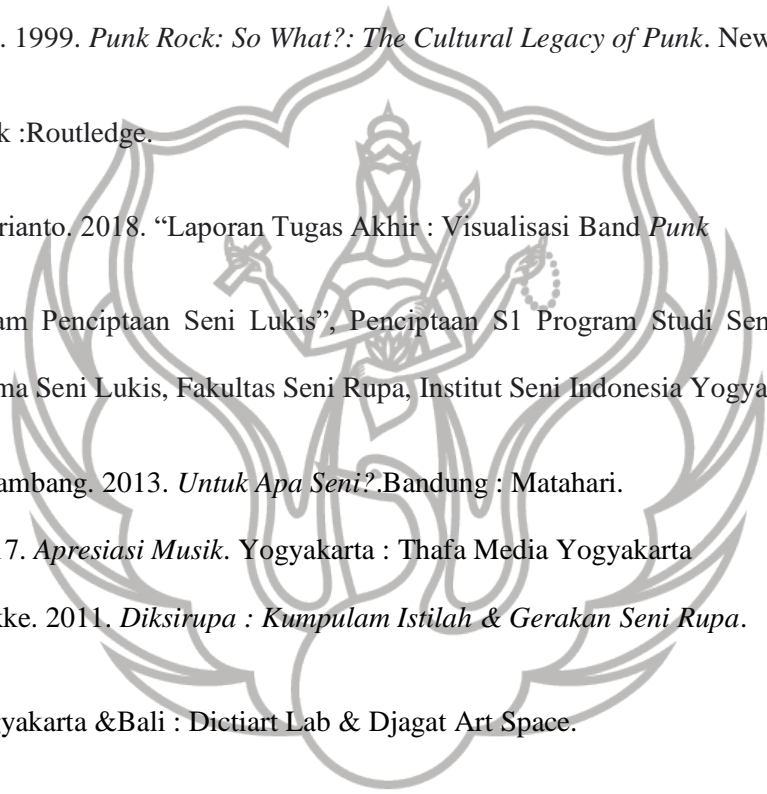 . 1999. Punk Rock: So What?: The Cultural Legacy of Punk. New
k :Routledge.
rianto. 2018. “Laporan Tugas Akhir : Visualisasi Band Punk
am Penciptaan Seni Lukis”, Penciptaan S1 Program Studi Sen
ma Seni Lukis, Fakultas Seni Rupa, Institut Seni Indonesia Yogya
ambang. 2013. Untuk Apa Seni?.Bandung : Matahari.
17. Apresiasi Musik. Yogyakarta : Thafa Media Yogyakarta
kke. 2011. Diksirupa : Kumpulam Istilah & Gerakan Seni Rupa.
gyakarta &Bali : Dictiart Lab & Djagat Art Space.